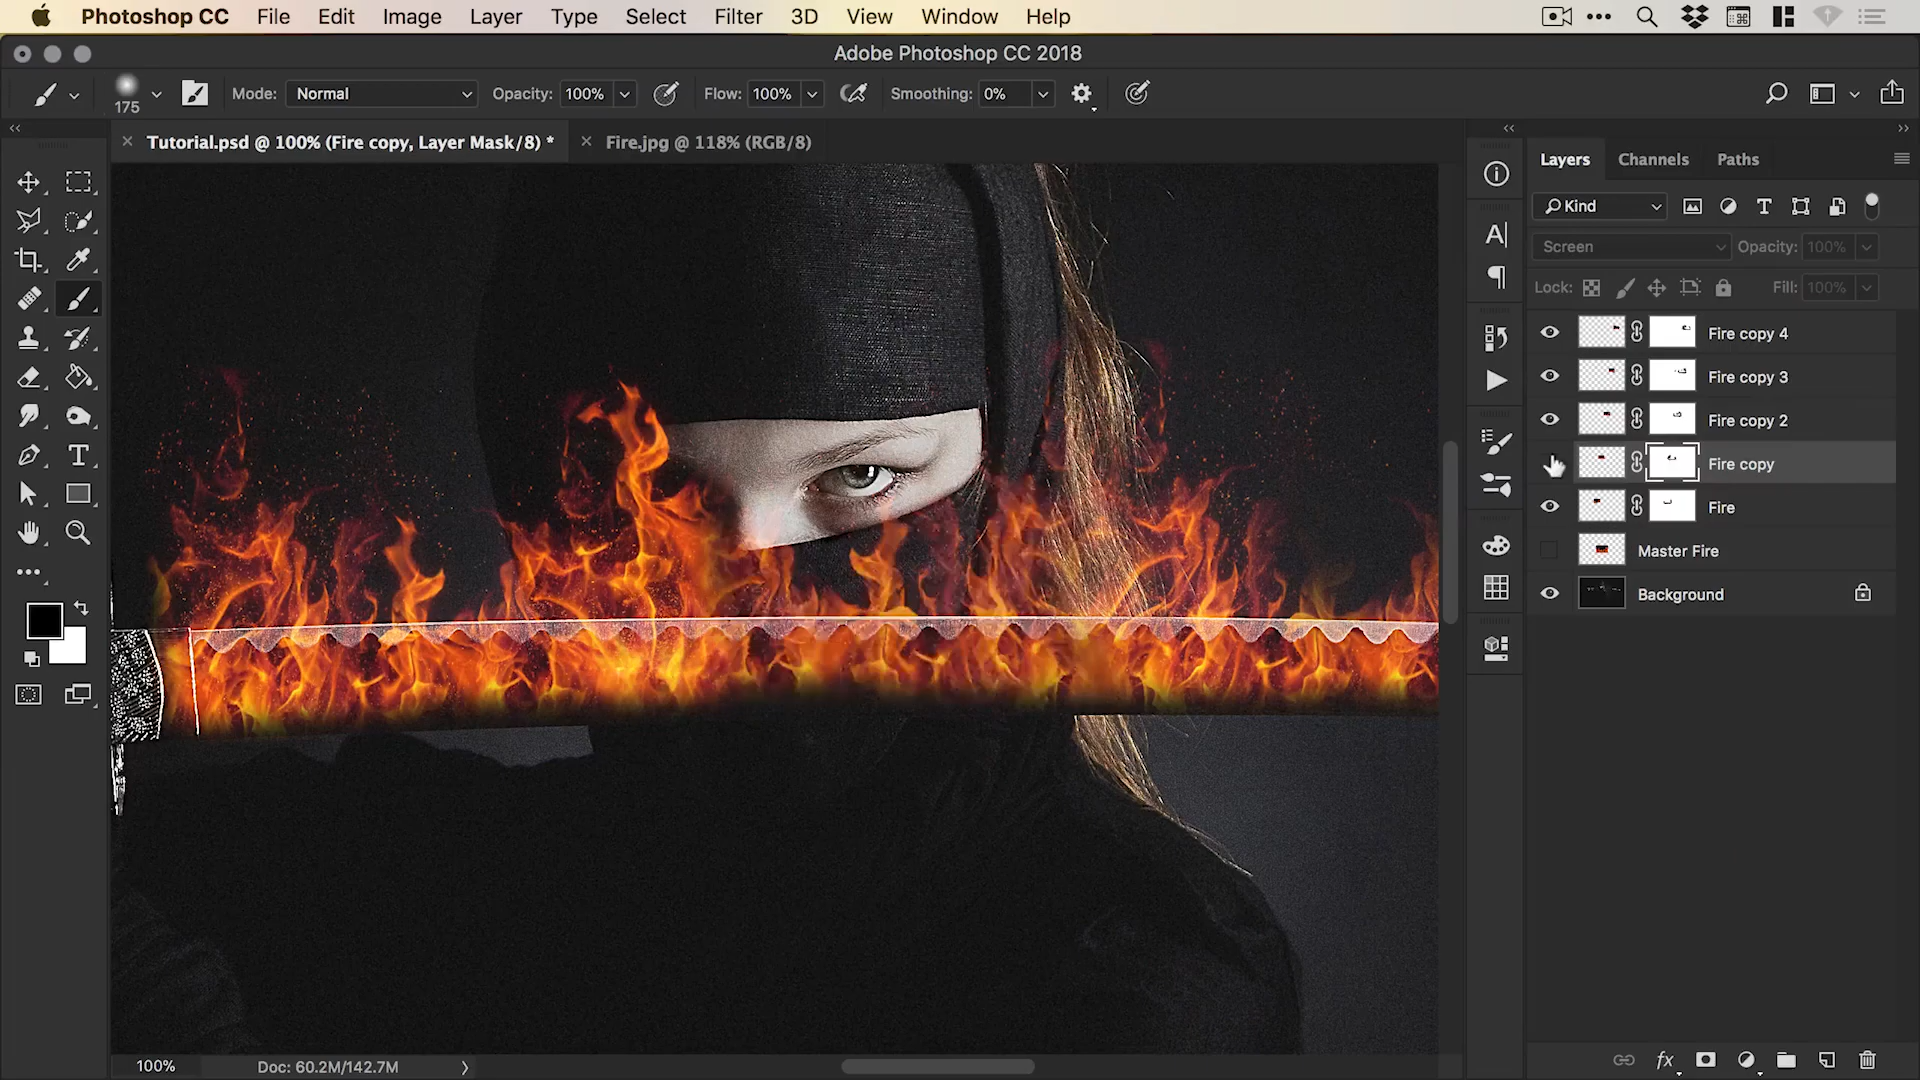 Photoshop CC File Edit Image Layer Type Select Filter 3D View Window Help
Adobe Photoshop CC 2018
175 Mode: Normal Opacity: 100% Flow: 100% Smoothing: 0%
Tutorial.psd @ 100% (Fire copy, Layer Mask/8) * Fire.jpg @ 118% (RGB/8)
Layers Channels Paths
Kind
Screen Opacity: 100%
Lock: Fill: 100%
Fire copy 4
Fire copy 3
Fire copy 2
Fire copy
Fire
Master Fire
Background
100% Doc: 60.2M/142.7M